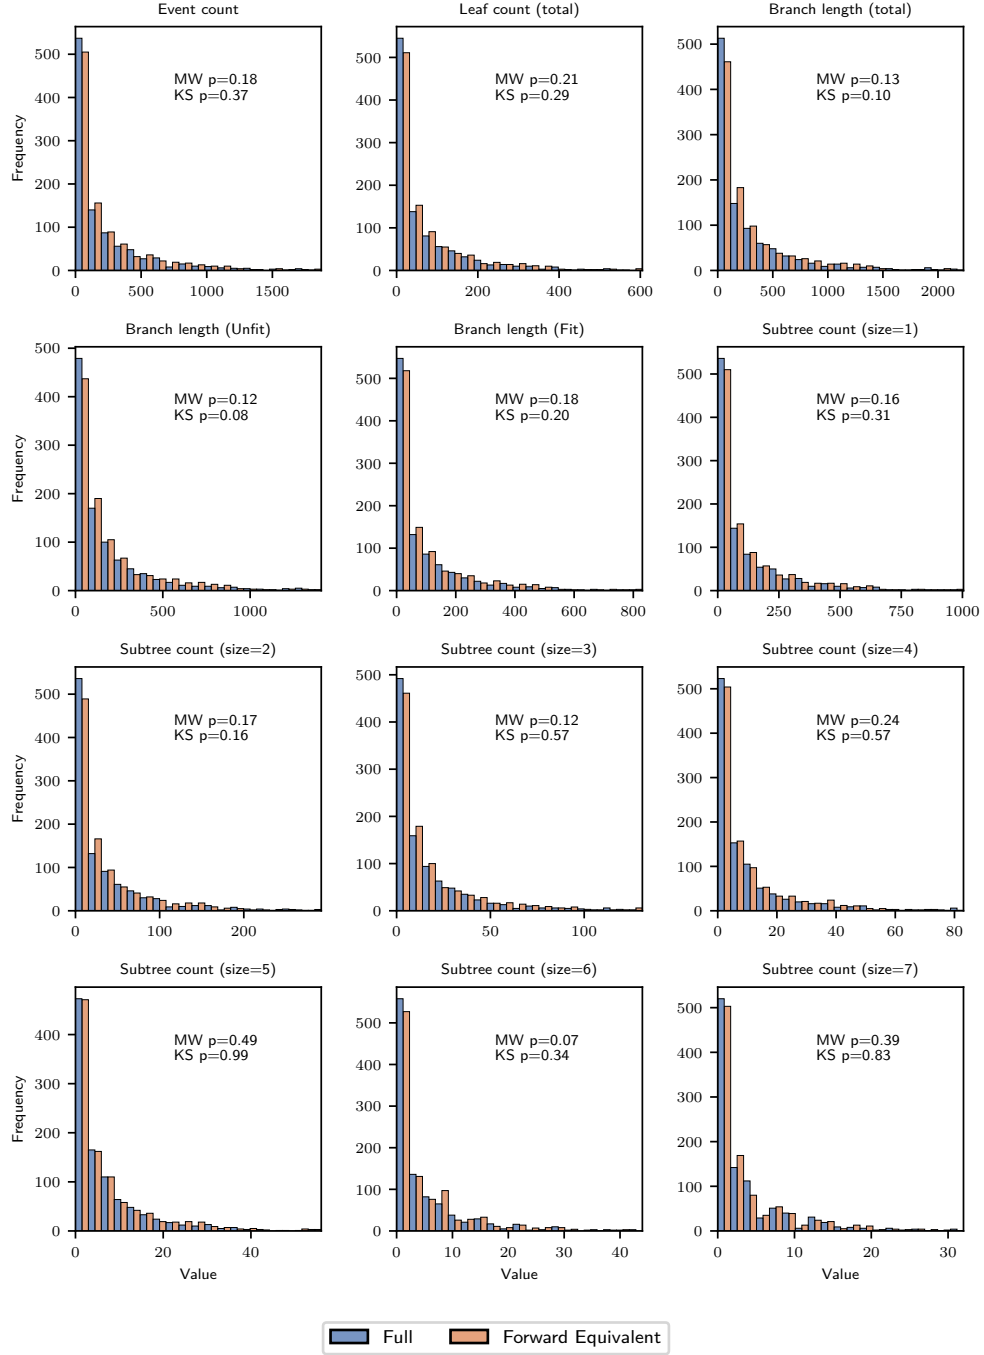 Event count
Frequency
500
400
300
200
100
0
MW p=0.18
KS p=0.37
0 500 1000 1500
Leaf count (total)
500
400
300
200
100
0
MW p=0.21
KS p=0.29
0 200 400 600
Branch length (total)
500
400
300
200
100
0
MW p=0.13
KS p=0.10
0 500 1000 1500 2000
Branch length (Unfit)
Frequency
500
400
300
200
100
0
MW p=0.12
KS p=0.08
0 500 1000
Branch length (Fit)
500
400
300
200
100
0
MW p=0.18
KS p=0.20
0 200 400 600 800
Subtree count (size=1)
500
400
300
200
100
0
MW p=0.16
KS p=0.31
0 250 500 750 1000
Subtree count (size=2)
Frequency
500
400
300
200
100
0
MW p=0.17
KS p=0.16
0 100 200
Subtree count (size=3)
500
400
300
200
100
0
MW p=0.12
KS p=0.57
0 50 100
Subtree count (size=4)
500
400
300
200
100
0
MW p=0.24
KS p=0.57
0 20 40 60 80
Subtree count (size=5)
Frequency
400
300
200
100
0
MW p=0.49
KS p=0.99
0 20 40
Value
Subtree count (size=6)
500
400
300
200
100
0
MW p=0.07
KS p=0.34
0 10 20 30 40
Value
Subtree count (size=7)
500
400
300
200
100
0
MW p=0.39
KS p=0.83
0 10 20 30
Value
Full Forward Equivalent